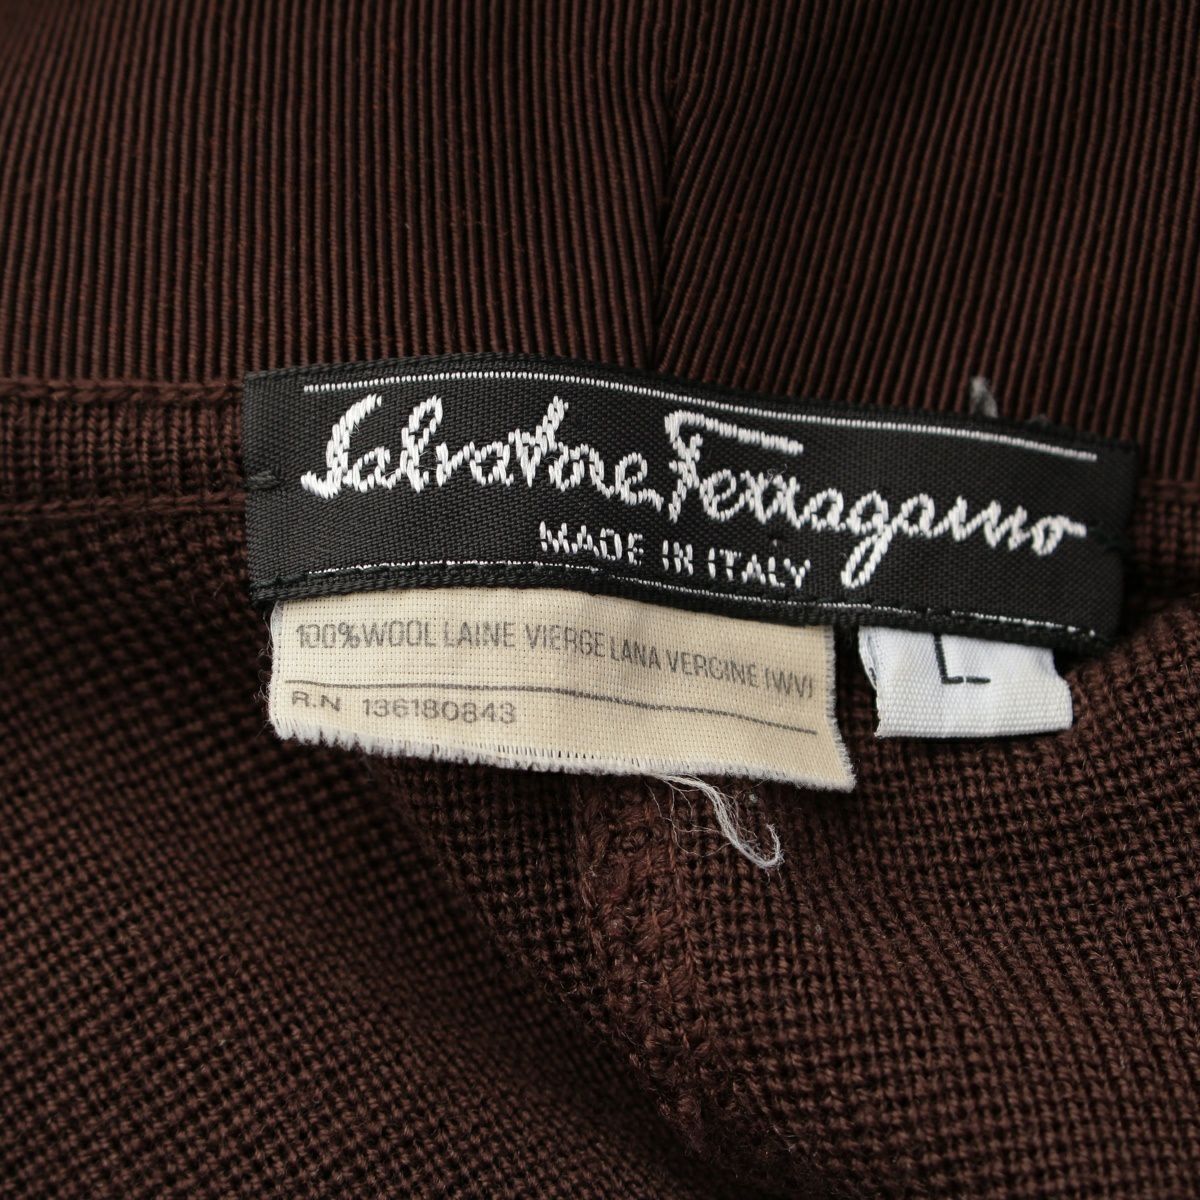 Salvatore Ferragamo
MADE IN ITALY
100% WOOL LAINE VIERGE LANA VERGINE (WV)
R.N 136180843
L